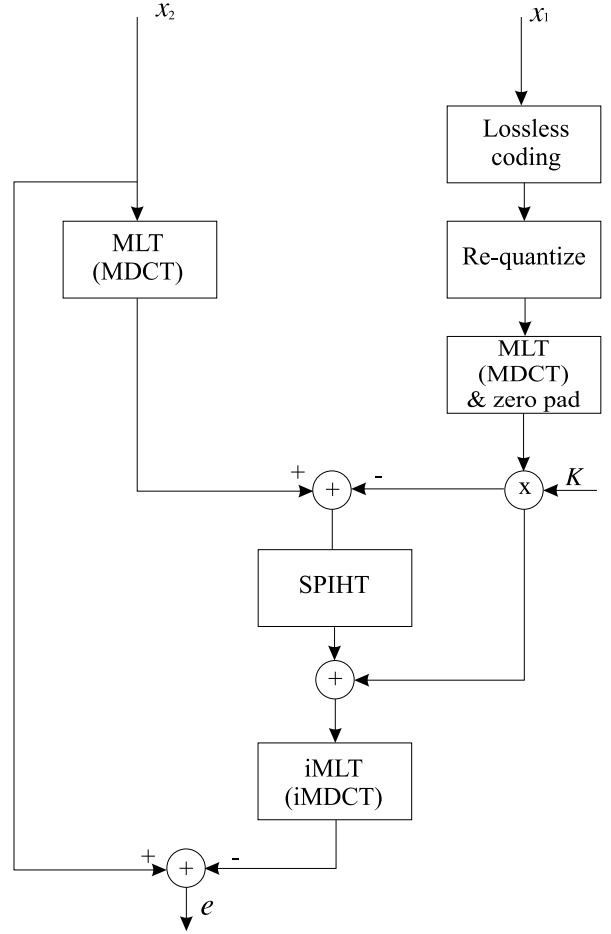 x₂
x₁
Lossless
coding
MLT
(MDCT)
Re-quantize
MLT
(MDCT)
& zero pad
+
+
-
x
K
SPIHT
+
iMLT
(iMDCT)
+
+
-
e